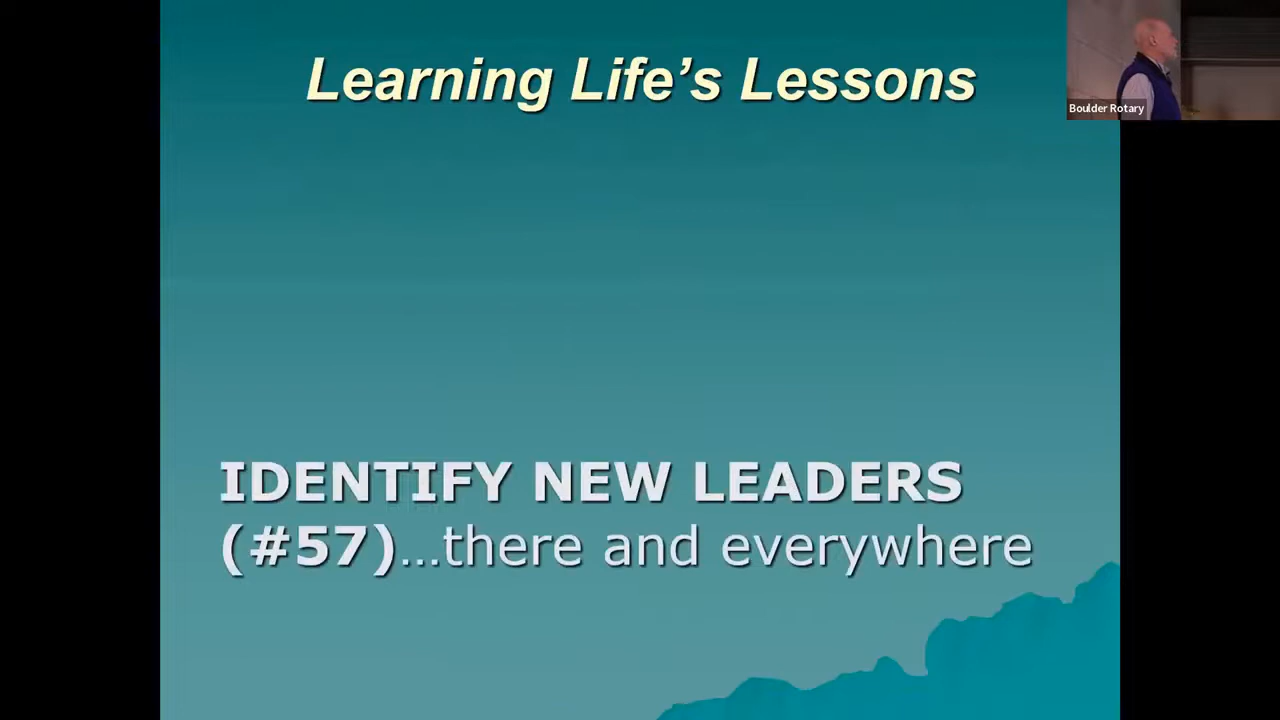 Learning Life’s Lessons
Boulder Rotary
IDENTIFY NEW LEADERS
(#57)...there and everywhere